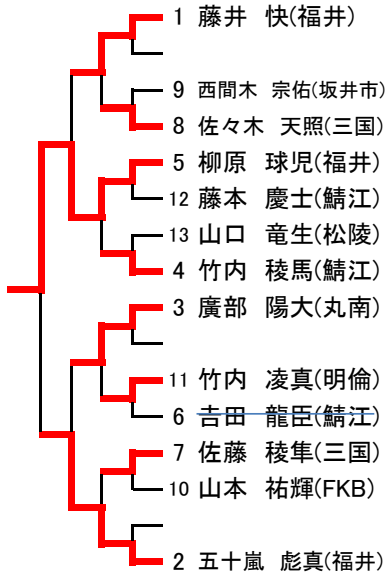 1 藤井 快(福井)
9 西間木 宗佑(坂井市)
8 佐々木 天照(三国)
5 柳原 球児(福井)
12 藤本 慶士(鯖江)
13 山口 竜生(松陵)
4 竹内 稜馬(鯖江)
3 廣部 陽大(丸南)
11 竹内 凌真(明倫)
6 吉田 龍臣(鯖江)
7 佐藤 稜隼(三国)
10 山本 祐輝(FKB)
2 五十嵐 彪真(福井)